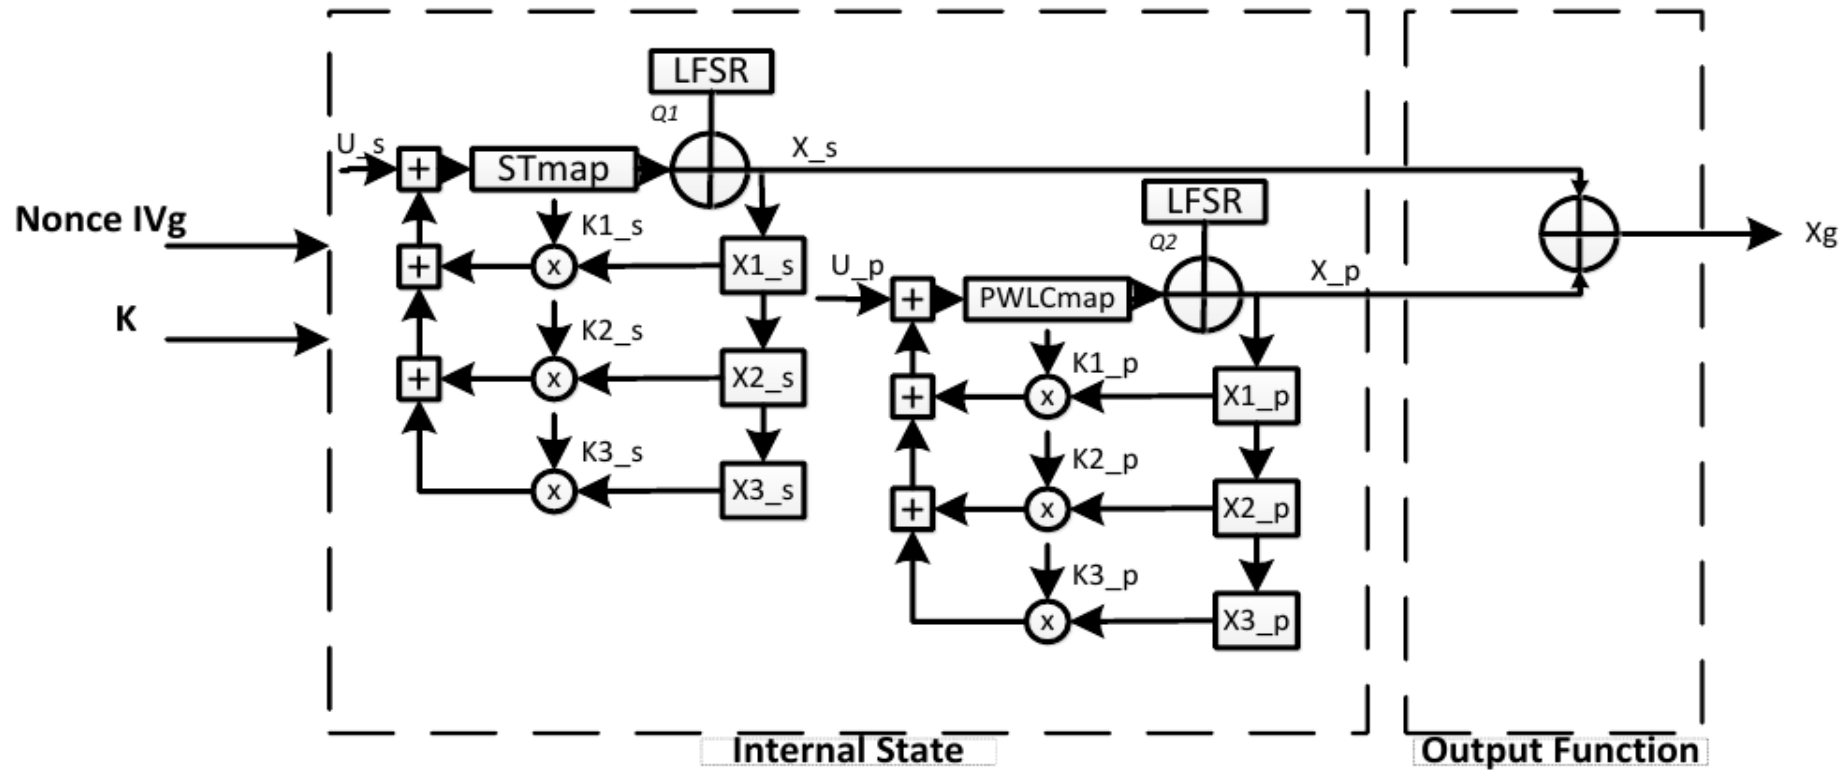 LFSR
Q1
U_s
+
STmap
X_s
LFSR
Nonce IVg
K1_s
Q2
+
x
X1_s
U_p
X_p
Xg
+
PWLCmap
K
K2_s
K1_p
+
x
X2_s
+
x
X1_p
K3_s
K2_p
x
X3_s
+
x
X2_p
K3_p
x
X3_p
Internal State
Output Function